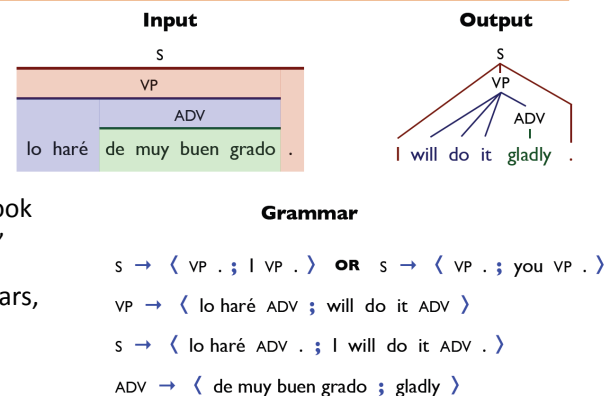 Input
S
VP
ADV
lo haré de muy buen grado .
Output
S
VP
ADV
I will do it gladly .
ook
’
ars,
Grammar
S → ⟨ VP . ; I VP . ⟩ OR S → ⟨ VP . ; you VP . ⟩
VP → ⟨ lo haré ADV ; will do it ADV ⟩
S → ⟨ lo haré ADV . ; I will do it ADV . ⟩
ADV → ⟨ de muy buen grado ; gladly ⟩